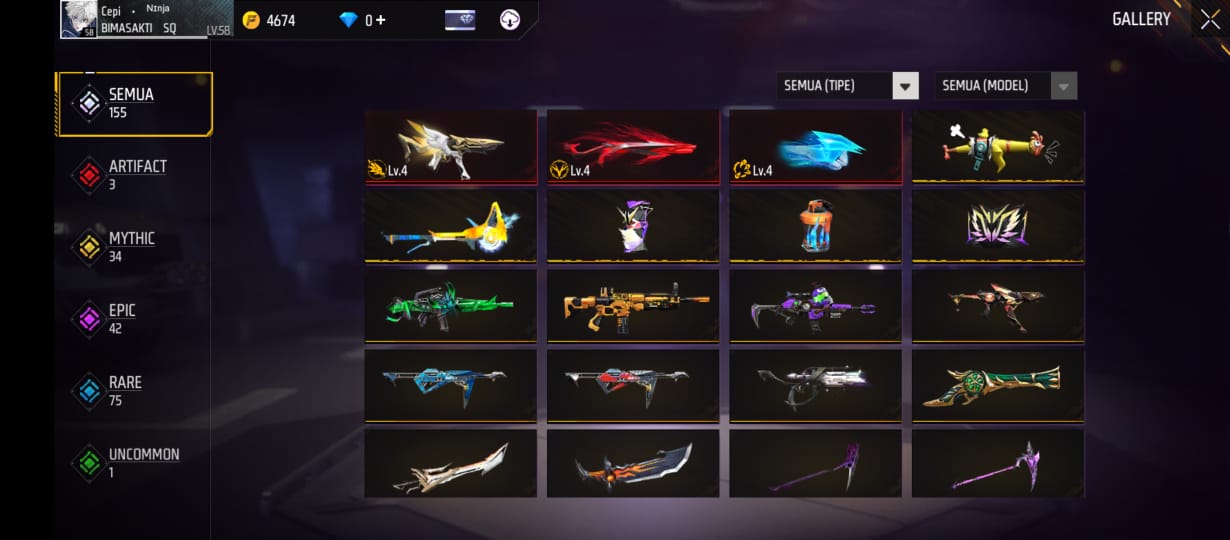 Cepi • Nɪnja
BIMASAKTI SQ
58
LV.58
4674
0 +
GALLERY
SEMUA (TIPE)
SEMUA (MODEL)
SEMUA
155
ARTIFACT
3
MYTHIC
34
EPIC
42
RARE
75
UNCOMMON
1
Lv.4
Lv.4
Lv.4